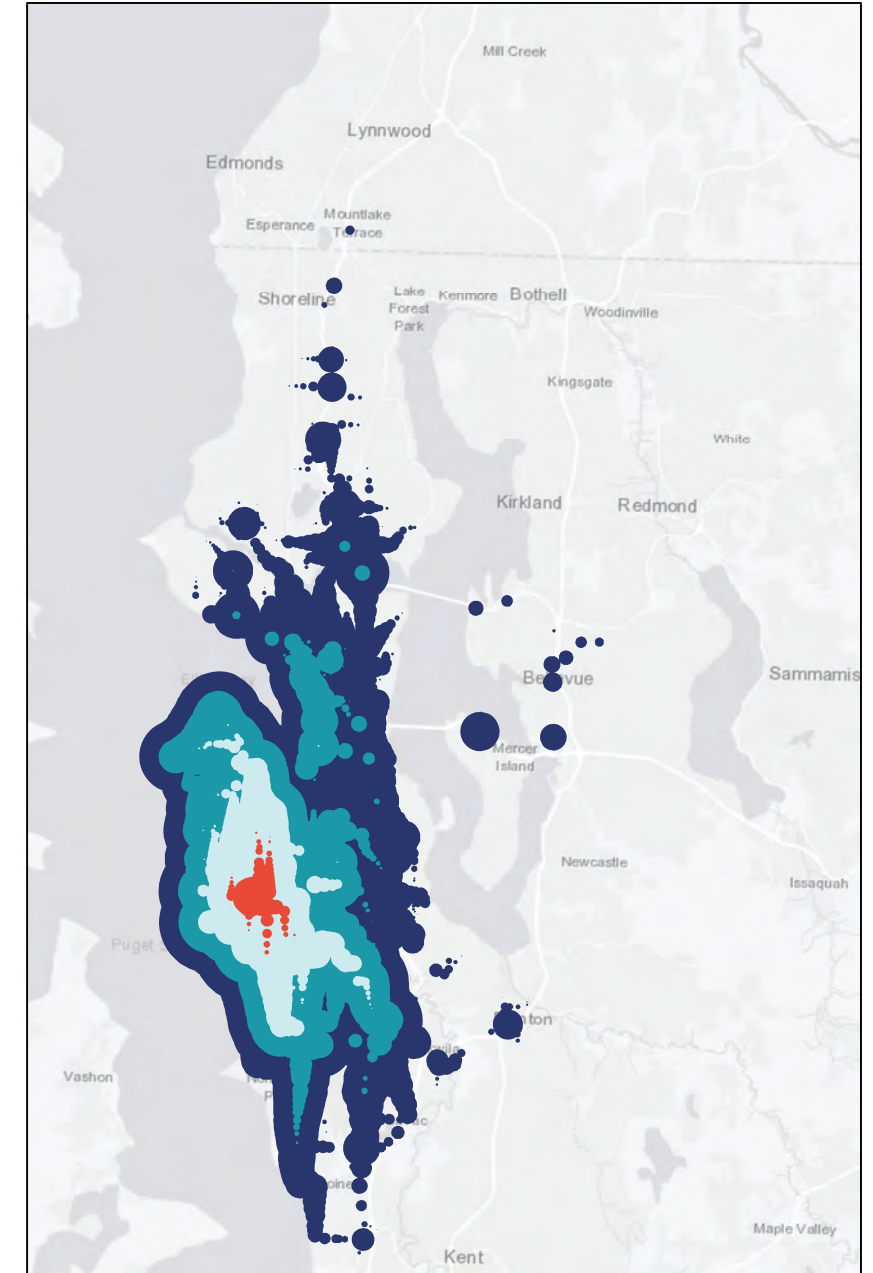 Mill Creek
Lynnwood
Edmonds
Mountlake
Esperance
Terrace
Shoreline
Lake
Forest
Park
Kenmore
Bothell
Woodinville
Kingsgate
White
Kirkland
Redmond
Sammamis
Mercer
Island
Newcastle
Issaquah
Puget
Vashon
Maple Valley
Kent